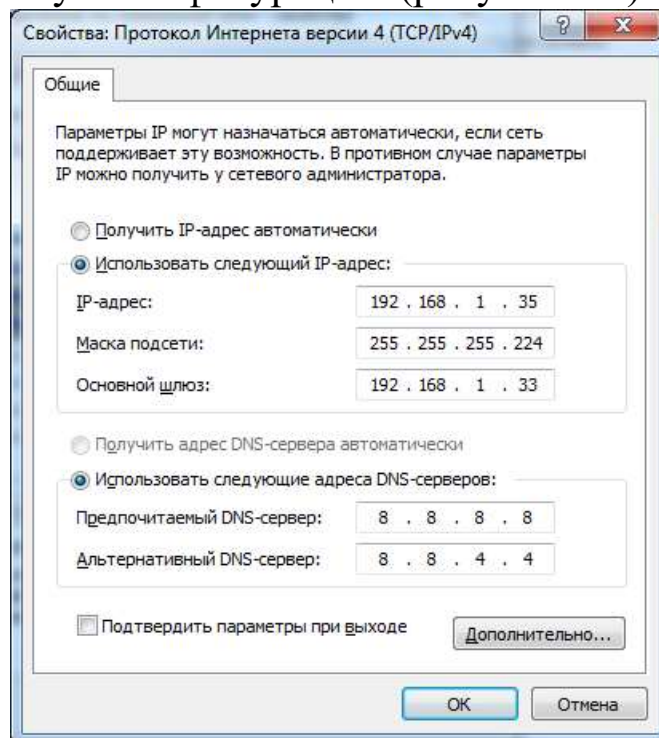 Свойства: Протокол Интернета версии 4 (TCP/IPv4)
Общие
Параметры IP могут назначаться автоматически, если сеть
поддерживает эту возможность. В противном случае параметры
IP можно получить у сетевого администратора.
Получить IP-адрес автоматически
Использовать следующий IP-адрес:
IP-адрес: 192 . 168 . 1 . 35
Маска подсети: 255 . 255 . 255 . 224
Основной шлюз: 192 . 168 . 1 . 33
Получить адрес DNS-сервера автоматически
Использовать следующие адреса DNS-серверов:
Предпочитаемый DNS-сервер: 8 . 8 . 8 . 8
Альтернативный DNS-сервер: 8 . 8 . 4 . 4
Подтвердить параметры при выходе
Дополнительно...
ОК Отмена